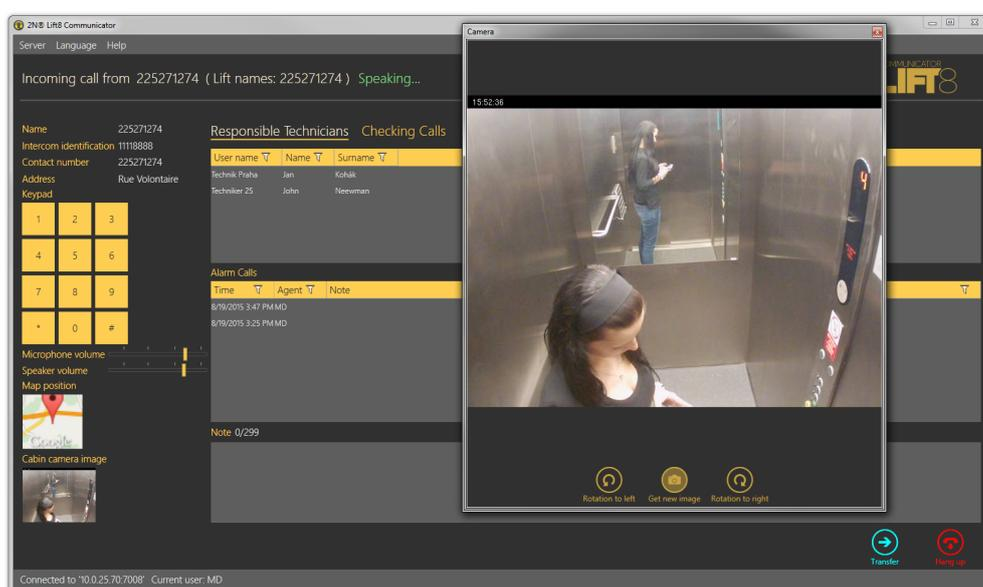 2N® Lift8 Communicator
Server Language Help
Incoming call from 225271274 ( Lift names: 225271274 ) Speaking...
Name 225271274
Intercom identification 11118888
Contact number 225271274
Address Rue Volontaire
Keypad
1 2 3
4 5 6
7 8 9
* 0 #
Microphone volume
Speaker volume
Map position
Google
Cabin camera image
Responsible Technicians Checking Calls
User name Name Surname
Technik Praha Jan Kohák
Techniker 25 John Neewman
Alarm Calls
Time Agent Note
8/19/2015 3:47 PM MD
8/19/2015 3:25 PM MD
Note 0/299
Camera
15:52:36
Rotation to left Get new image Rotation to right
LIFT8
Transfer Hang up
Connected to '10.0.25.70:7008' Current user: MD